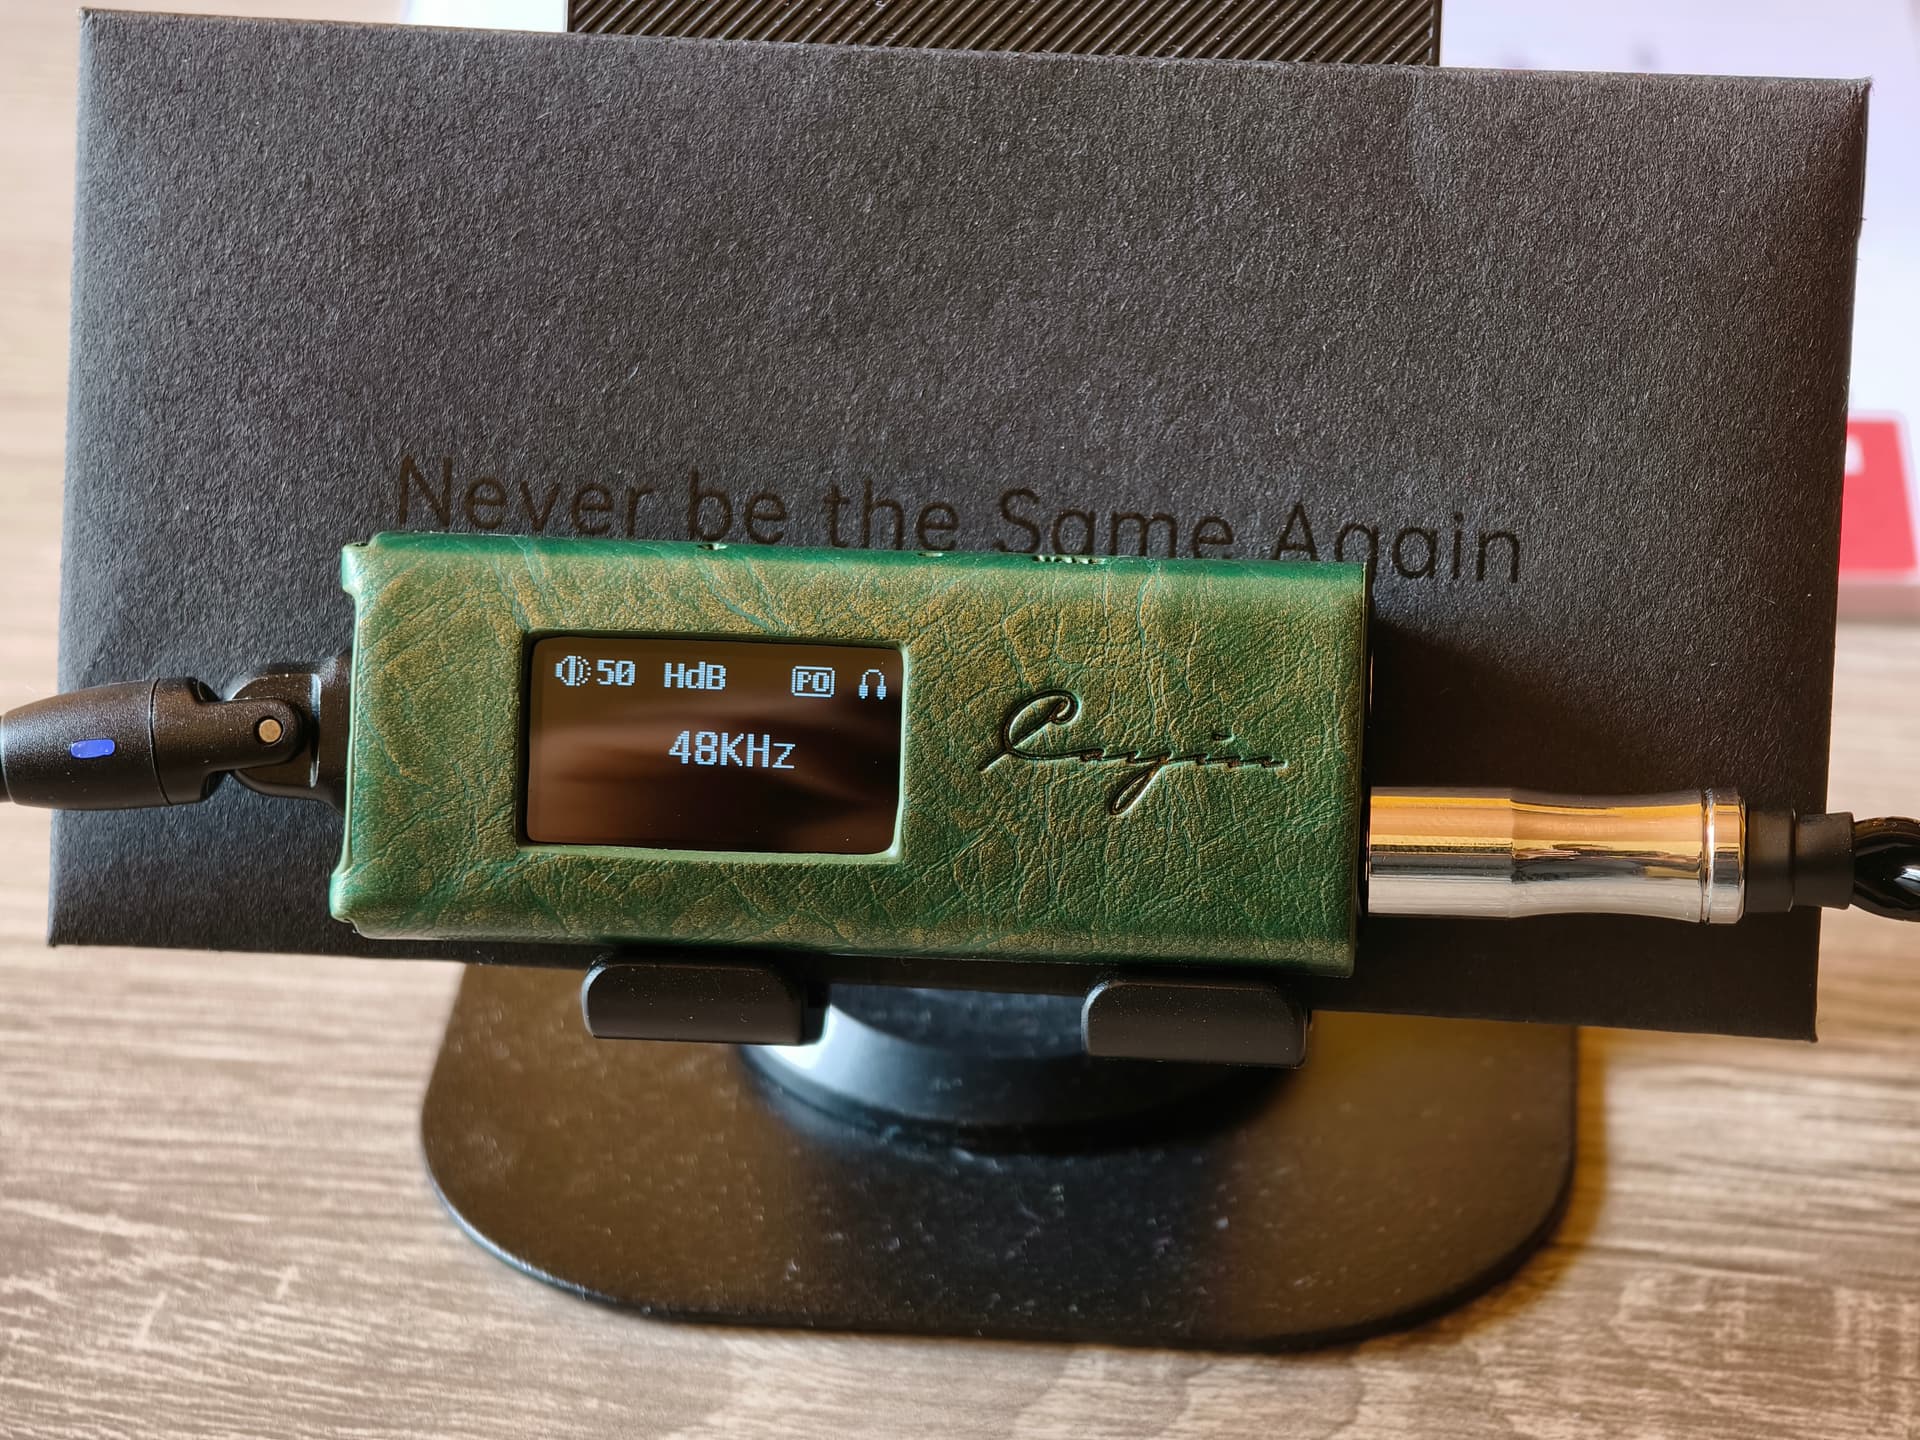 Never be the Same Again
50 HdB PO
48KHz
Cayin